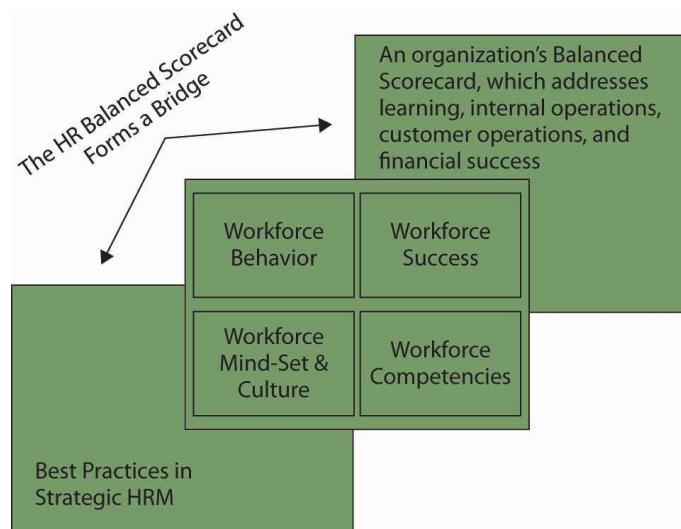 The HR Balanced Scorecard
Forms a Bridge
An organization's Balanced
Scorecard, which addresses
learning, internal operations,
customer operations, and
financial success
Workforce
Behavior
Workforce
Success
Workforce
Mind-Set &
Culture
Workforce
Competencies
Best Practices in
Strategic HRM